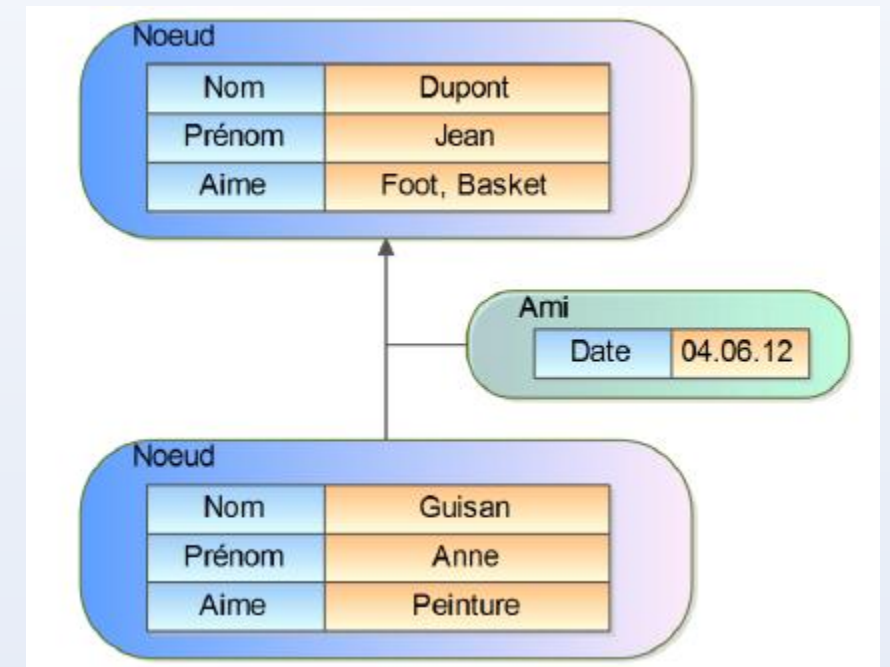 Noeud
Nom Dupont
Prénom Jean
Aime Foot, Basket
Ami
Date 04.06.12
Noeud
Nom Guisan
Prénom Anne
Aime Peinture